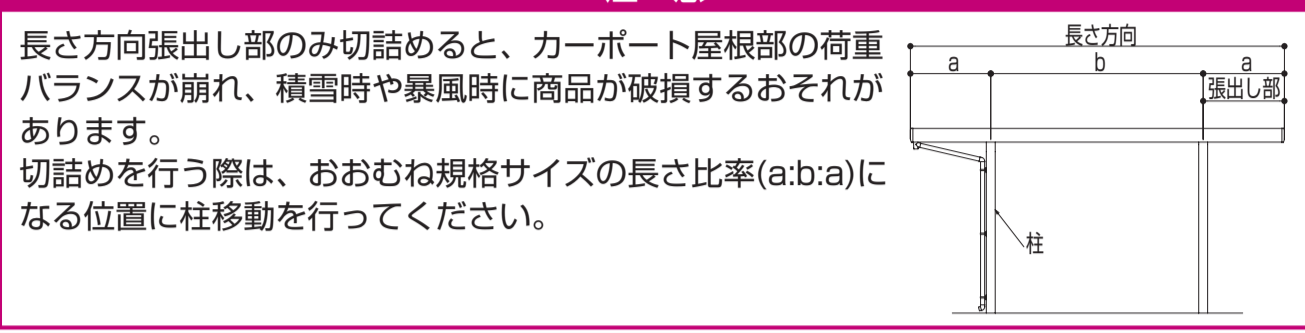 長さ方向張出し部のみ切詰めると、カーポート屋根部の荷重
バランスが崩れ、積雪時や暴風時に商品が破損するおそれが
あります。
切詰めを行う際は、おおむね規格サイズの長さ比率(a:b:a)に
なる位置に柱移動を行ってください。
長さ方向
a b a
張出し部
柱